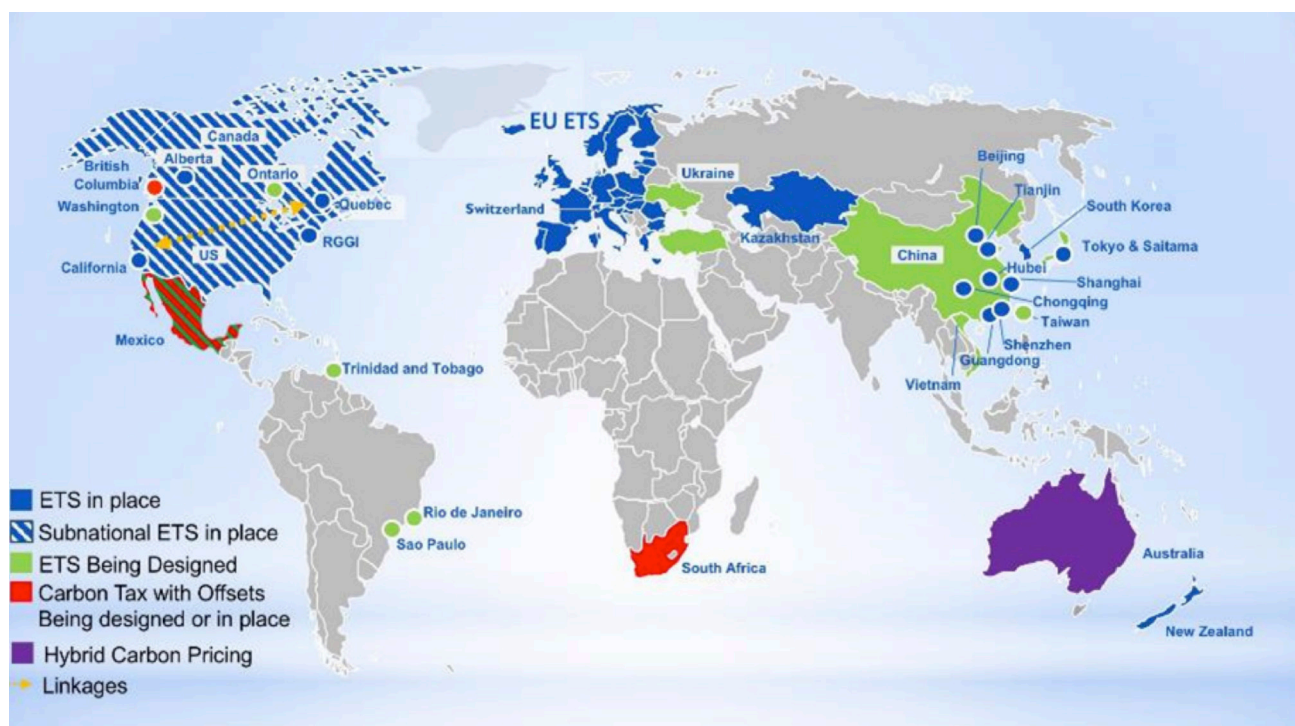 EU ETS
Canada
Alberta
British
Columbia
Ontario
Washington
Quebec
RGGI
US
California
Mexico
Switzerland
Ukraine
Kazakhstan
Beijing
Tianjin
South Korea
China
Tokyo & Saitama
Hubei
Shanghai
Chongqing
Taiwan
Shenzhen
Guangdong
Vietnam
Trinidad and Tobago
Rio de Janeiro
Sao Paulo
South Africa
Australia
New Zealand
ETS in place
Subnational ETS in place
ETS Being Designed
Carbon Tax with Offsets
Being designed or in place
Hybrid Carbon Pricing
Linkages